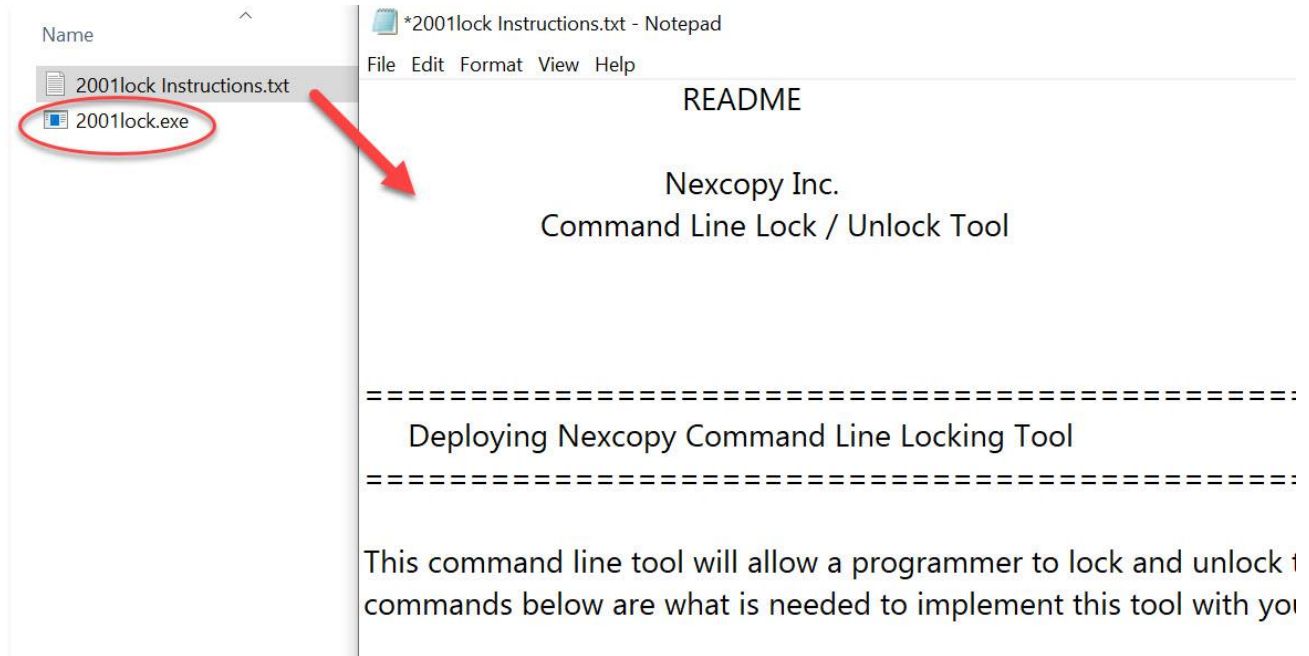 Name
2001lock Instructions.txt
2001lock.exe
*2001lock Instructions.txt - Notepad
File Edit Format View Help
README
Nexcopy Inc.
Command Line Lock / Unlock Tool
=============================================
Deploying Nexcopy Command Line Locking Tool
=============================================
This command line tool will allow a programmer to lock and unlock
commands below are what is needed to implement this tool with